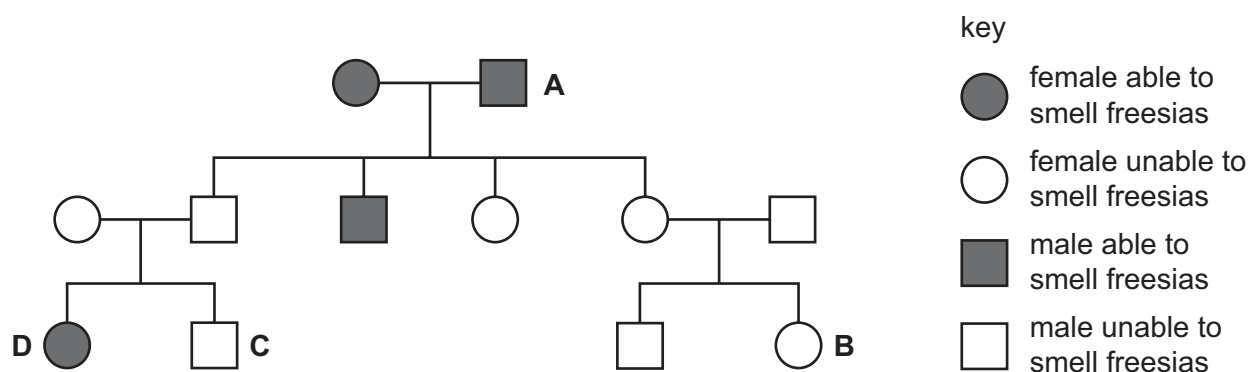 key
female able to
smell freesias
female unable to
smell freesias
male able to
smell freesias
male unable to
smell freesias
A
D
C
B